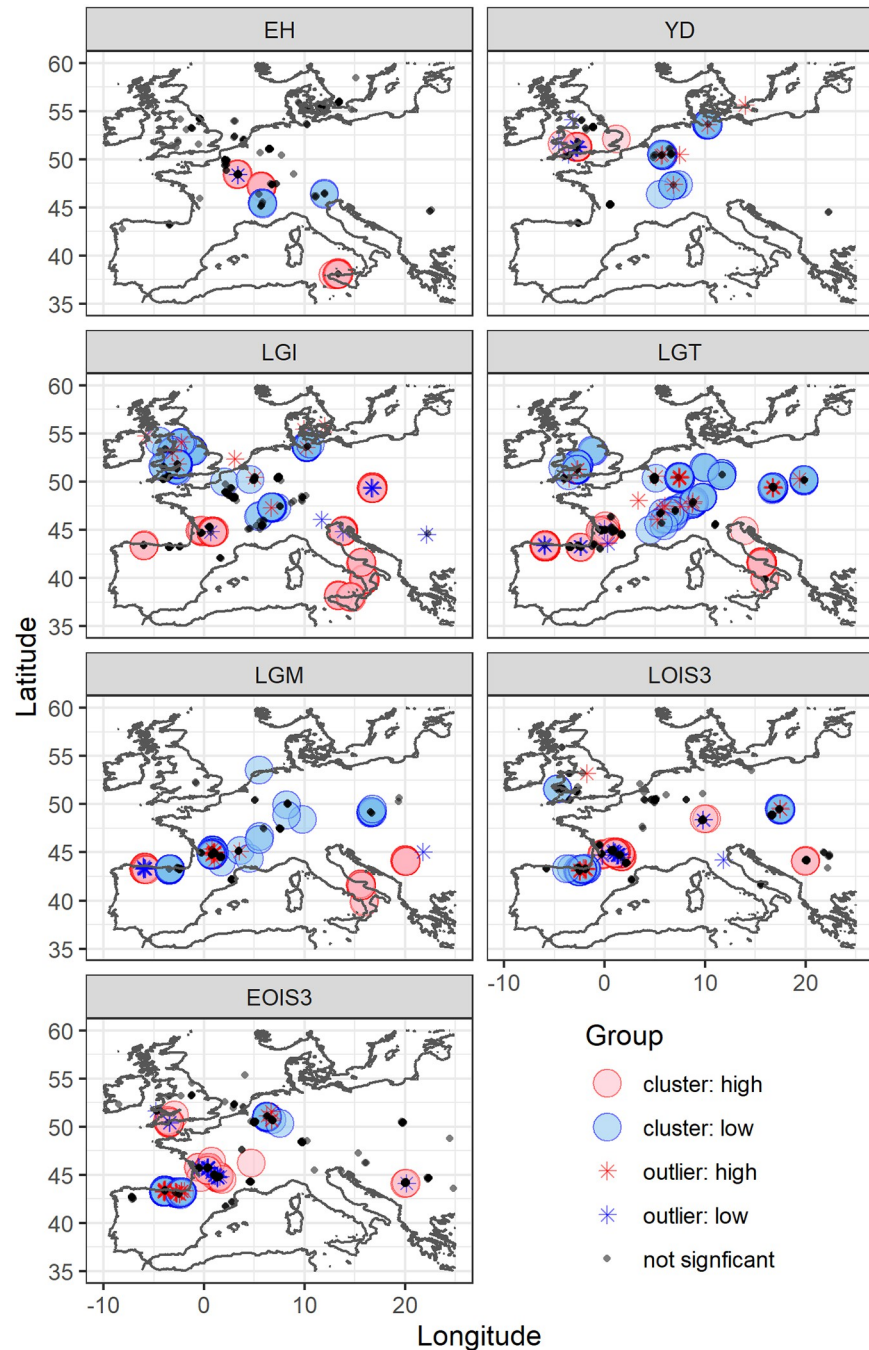 EH
YD
60
55
50
45
40
35
LGI
LGT
60
55
50
45
40
35
LGM
LOIS3
60
55
50
45
40
35
-10
0
10
20
EOIS3
60
55
50
45
40
35
-10
0
10
20
Latitude
Longitude
Group
cluster: high
cluster: low
outlier: high
outlier: low
not signficant